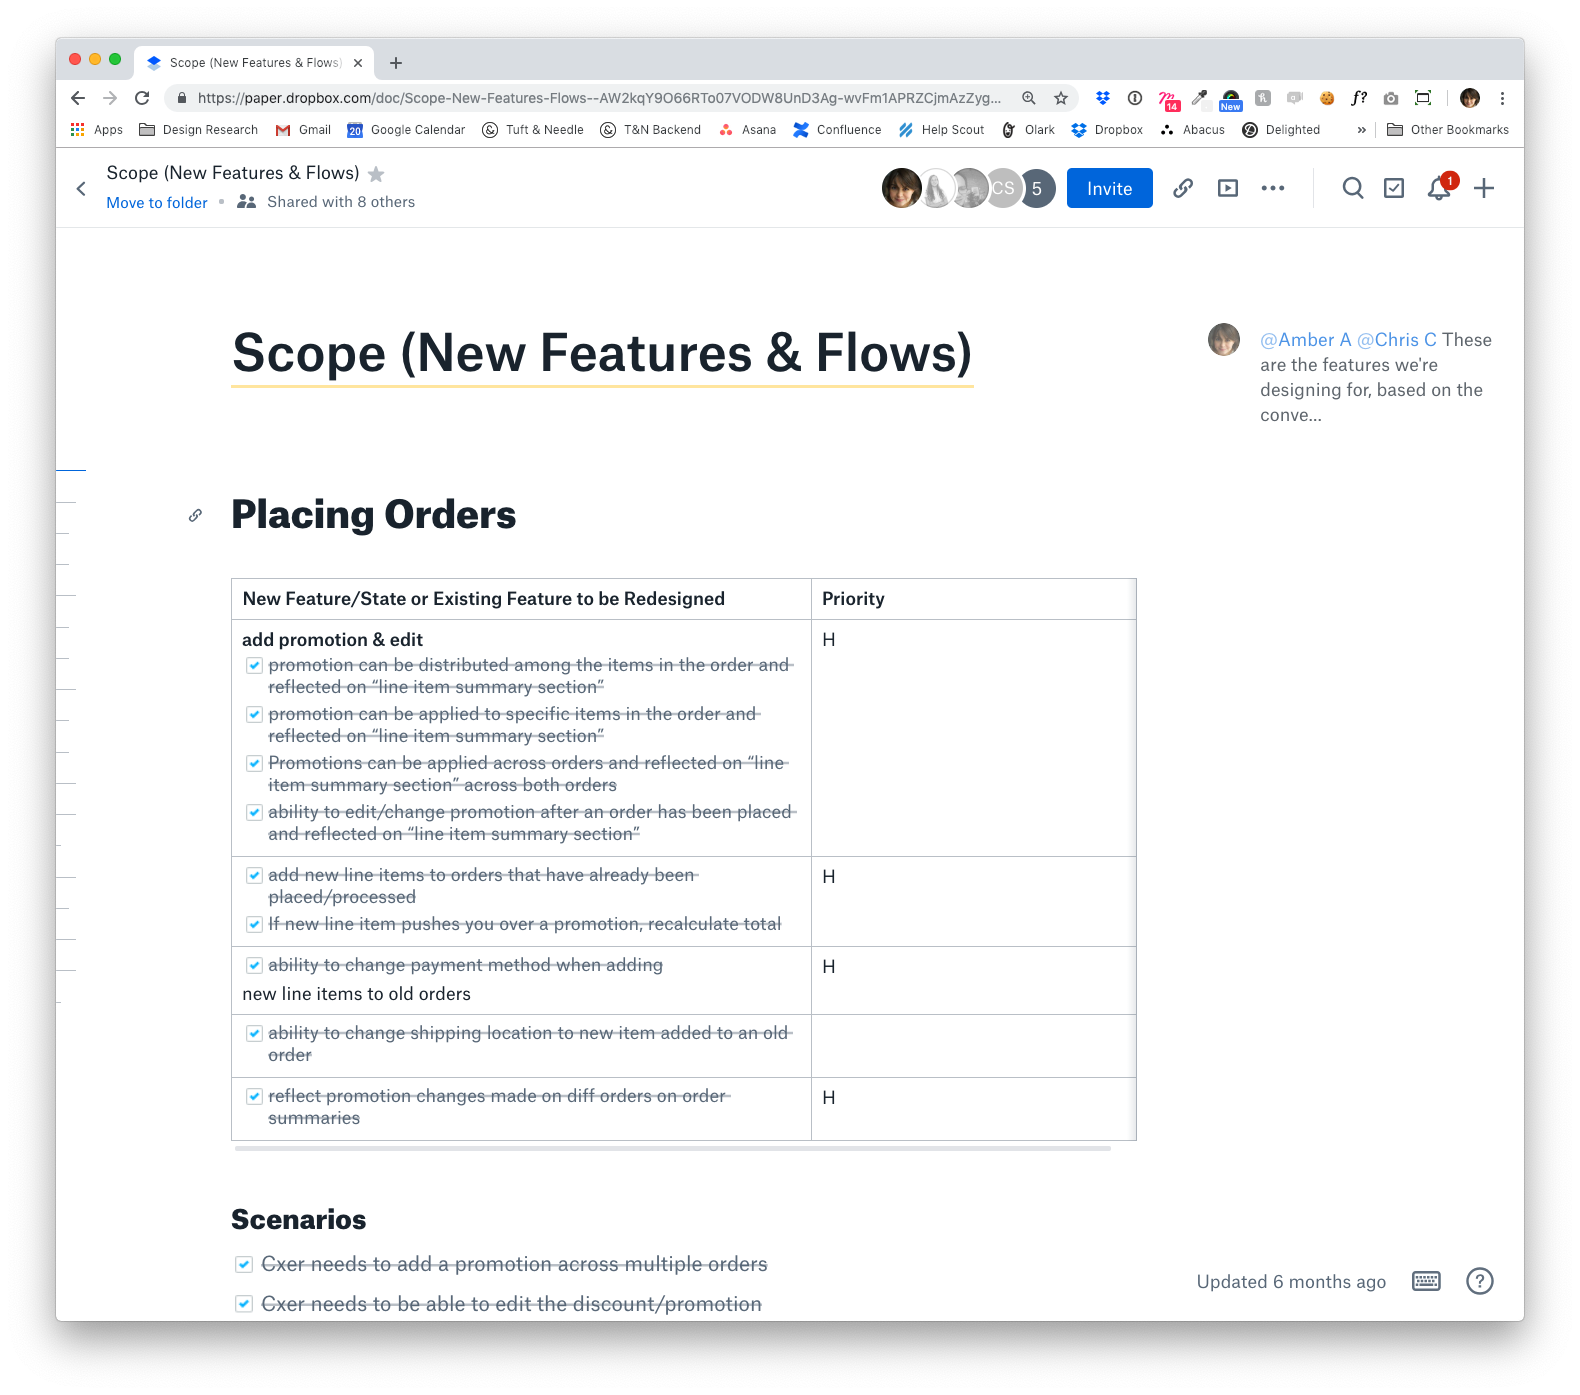 Scope (New Features & Flows)
https://paper.dropbox.com/doc/Scope-New-Features-Flows--AW2kqY9O66RTo07VODW8UnD3Ag-wvFm1APRZCjmAzZyg...
14
New
f?
Apps
Design Research
Gmail
20
Google Calendar
Tuft & Needle
T&N Backend
Asana
Confluence
Help Scout
Olark
Dropbox
Abacus
Delighted
»
Other Bookmarks
Scope (New Features & Flows)
Move to folder
Shared with 8 others
CS
5
Invite
1
Scope (New Features & Flows)
@Amber A @Chris C These
are the features we're
designing for, based on the
conve...
Placing Orders
New Feature/State or Existing Feature to be Redesigned
Priority
add promotion & edit
H
promotion can be distributed among the items in the order and
reflected on “line item summary section”
promotion can be applied to specific items in the order and
reflected on “line item summary section”
Promotions can be applied across orders and reflected on “line
item summary section” across both orders
ability to edit/change promotion after an order has been placed
and reflected on “line item summary section”
add new line items to orders that have already been
placed/processed
H
If new line item pushes you over a promotion, recalculate total
ability to change payment method when adding
H
new line items to old orders
ability to change shipping location to new item added to an old
order
reflect promotion changes made on diff orders on order
summaries
H
Scenarios
Cxer needs to add a promotion across multiple orders
Cxer needs to be able to edit the discount/promotion
Updated 6 months ago
?